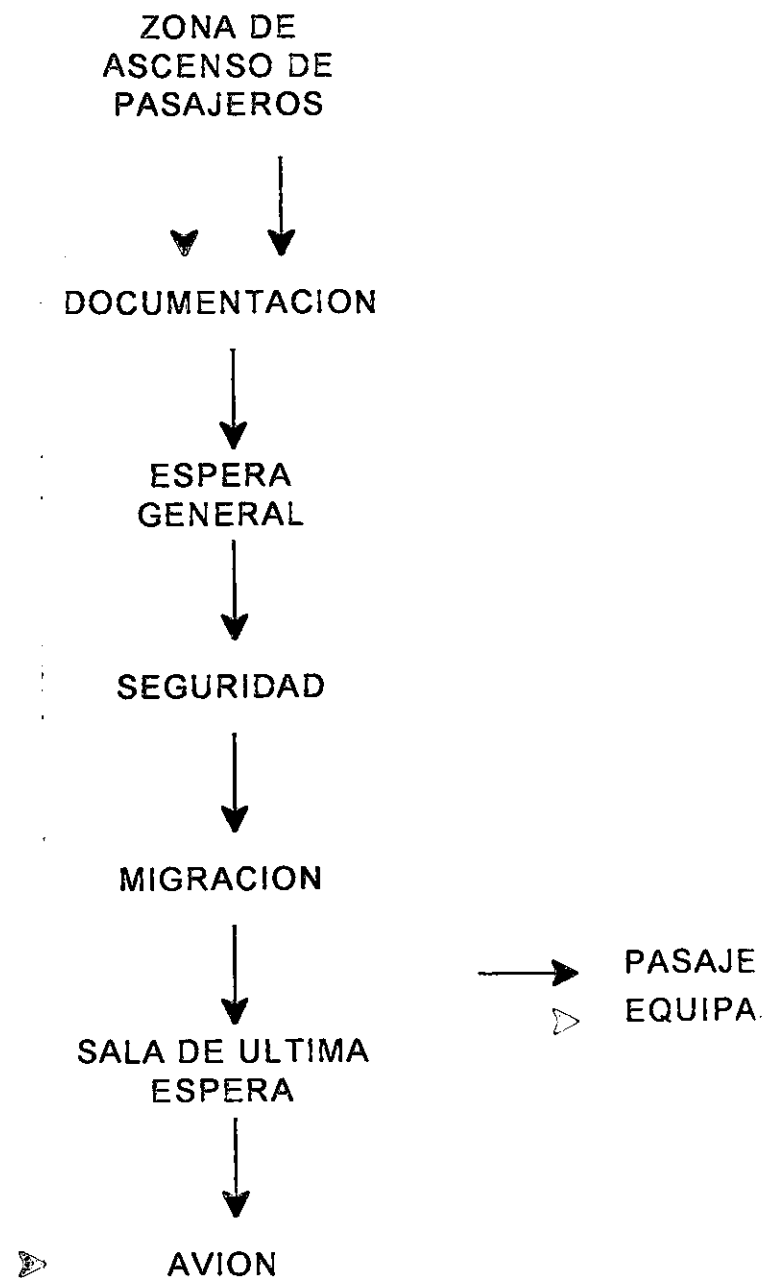 ZONA DE
ASCENSO DE
PASAJEROS
DOCUMENTACION
ESPERA
GENERAL
SEGURIDAD
MIGRACION
PASAJE
EQUIPA
SALA DE ULTIMA
ESPERA
AVION